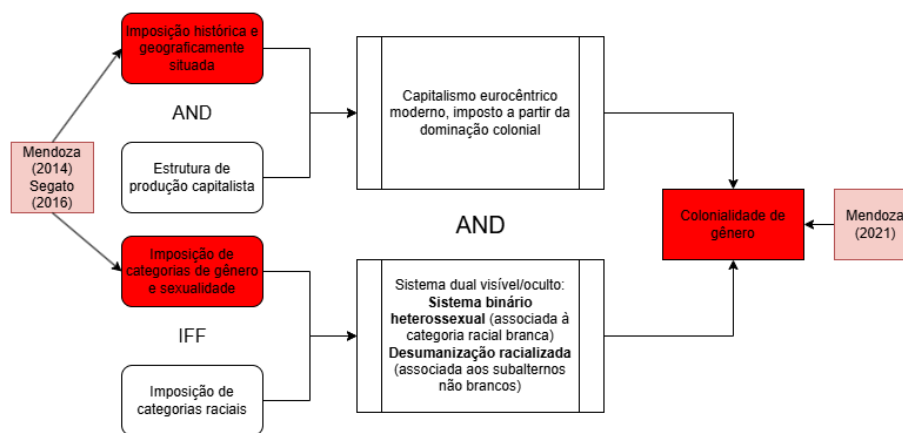 Imposição histórica e
geograficamente
situada
AND
Estrutura de
produção capitalista
Mendoza
(2014)
Segato
(2016)
Imposição de
categorias de gênero
e sexualidade
IFF
Imposição de
categorias raciais
Capitalismo eurocêntrico
moderno, imposto a partir da
dominação colonial
AND
Sistema dual visível/oculto:
Sistema binário
heterossexual (associada à
categoria racial branca)
Desumanização racializada
(associada aos subalternos
não brancos)
Colonialidade de
gênero
Mendoza
(2021)